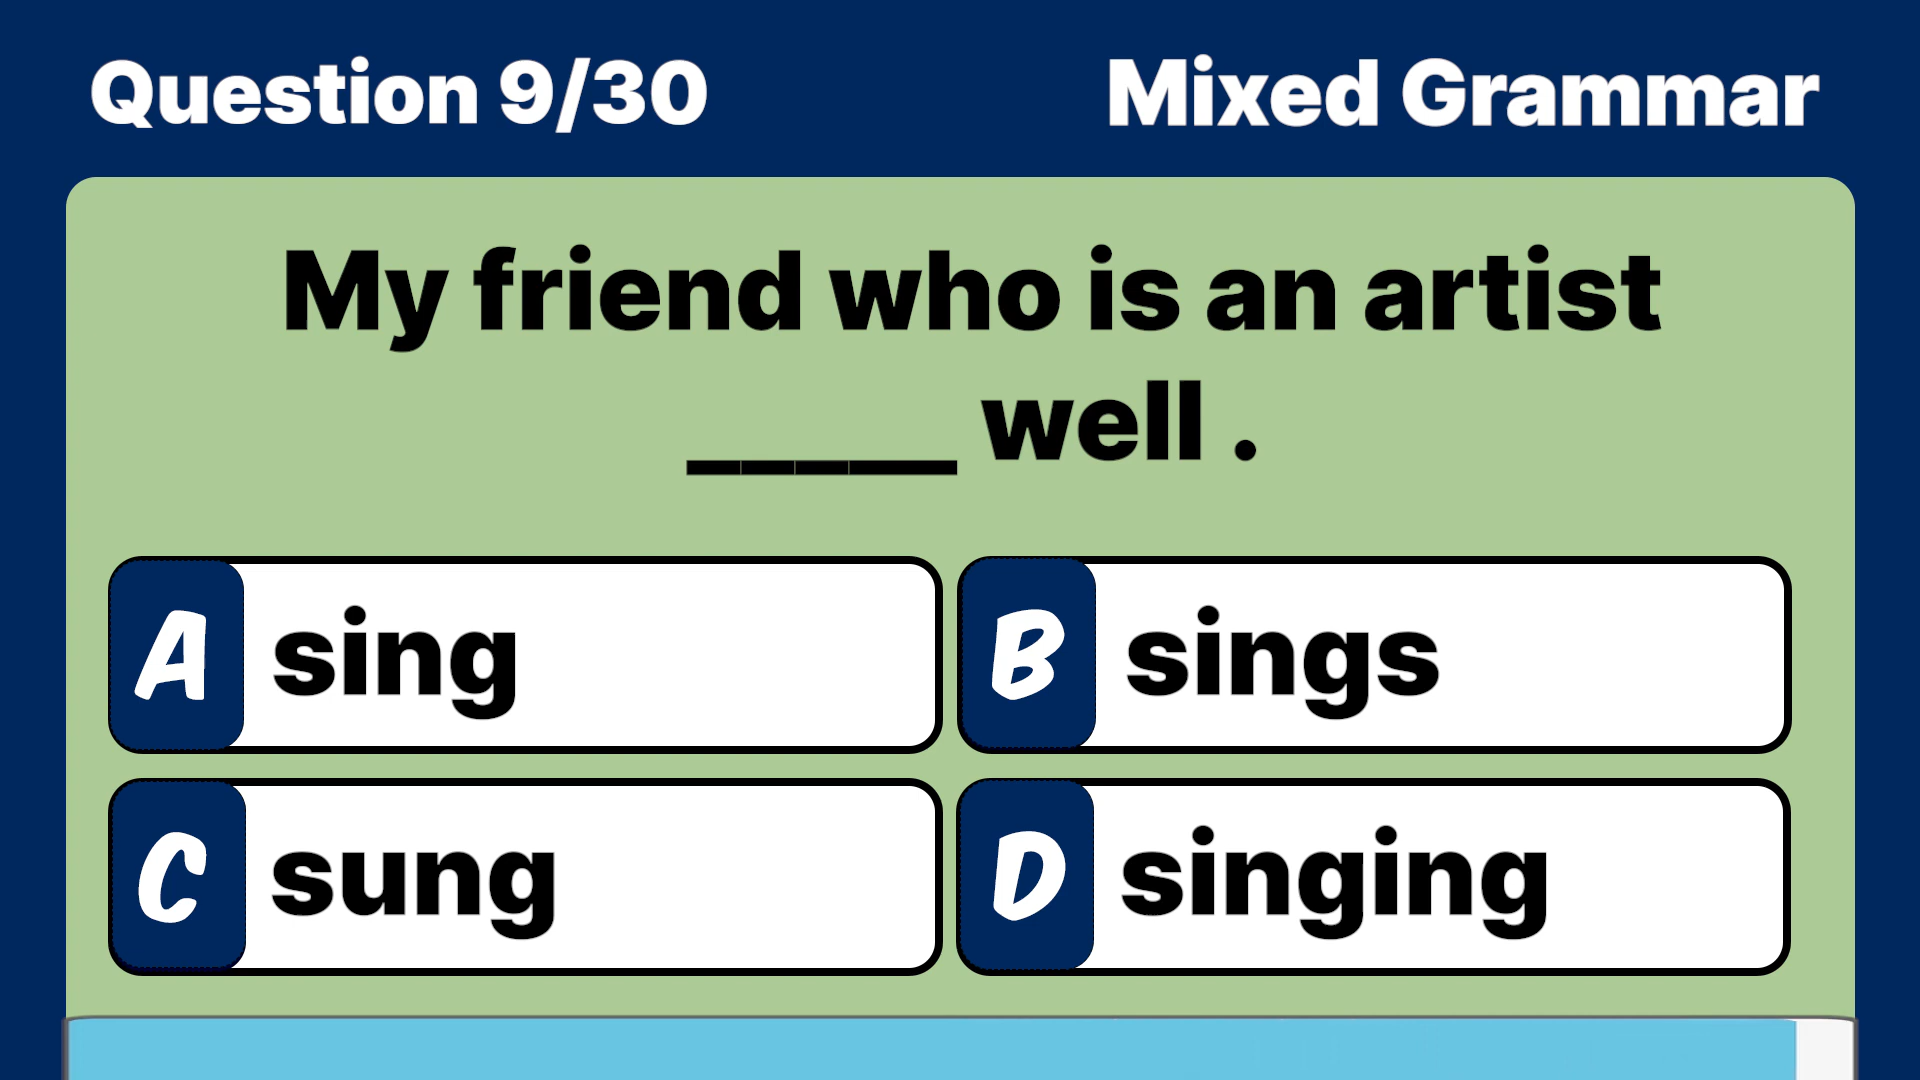 Question 9/30
Mixed Grammar
My friend who is an artist
_____ well .
A sing
B sings
C sung
D singing